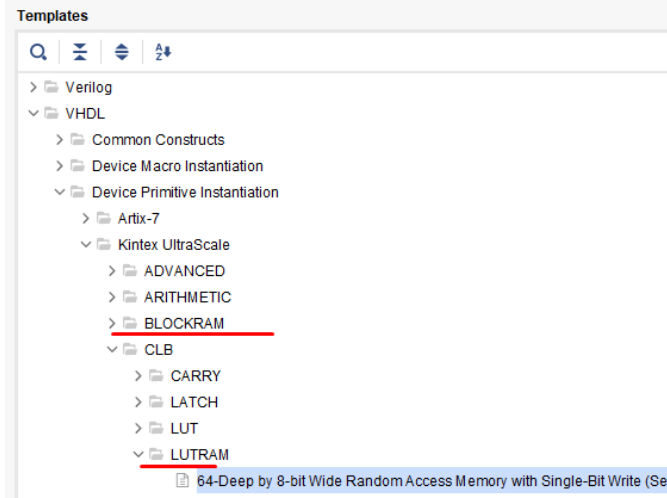 Templates
Verilog
VHDL
Common Constructs
Device Macro Instantiation
Device Primitive Instantiation
Artix-7
Kintex UltraScale
ADVANCED
ARITHMETIC
BLOCKRAM
CLB
CARRY
LATCH
LUT
LUTRAM
64-Deep by 8-bit Wide Random Access Memory with Single-Bit Write (Se